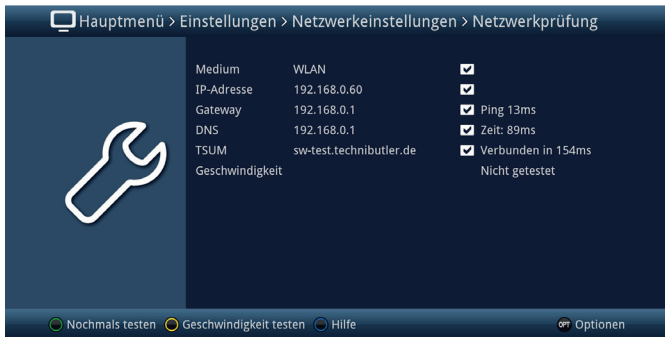 Hauptmenü > Einstellungen > Netzwerkeinstellungen > Netzwerkprüfung
Medium WLAN
IP-Adresse 192.168.0.60
Gateway 192.168.0.1 Ping 13ms
DNS 192.168.0.1 Zeit: 89ms
TSUM sw-test.technibutler.de Verbunden in 154ms
Geschwindigkeit Nicht getestet
Nochmals testen Geschwindigkeit testen Hilfe OPT Optionen